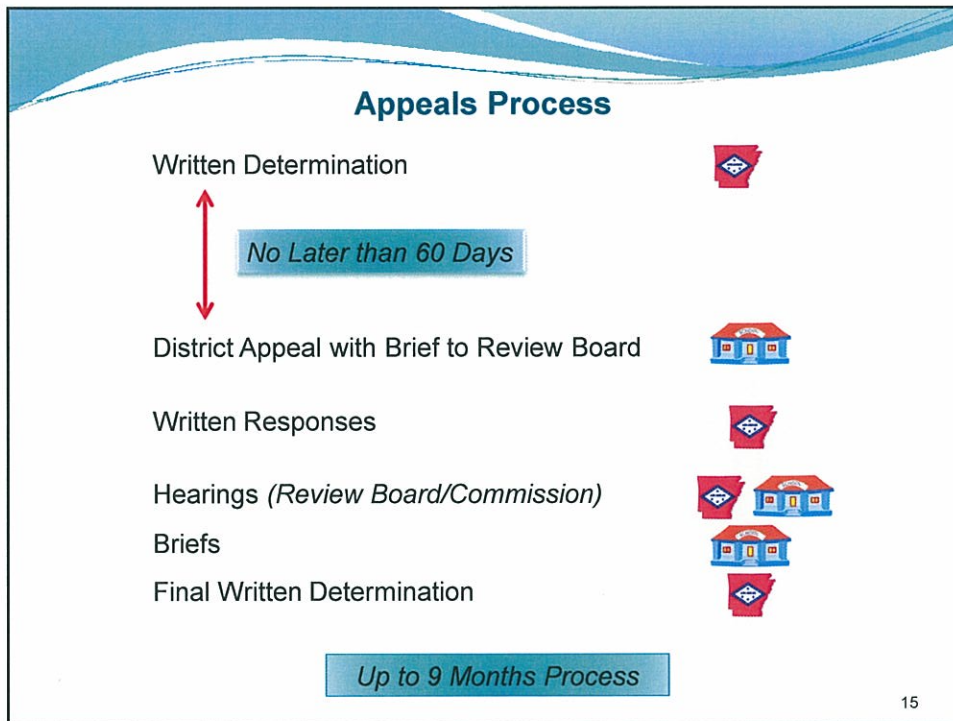 Appeals Process
Written Determination
No Later than 60 Days
District Appeal with Brief to Review Board
Written Responses
Hearings (Review Board/Commission)
Briefs
Final Written Determination
Up to 9 Months Process
15